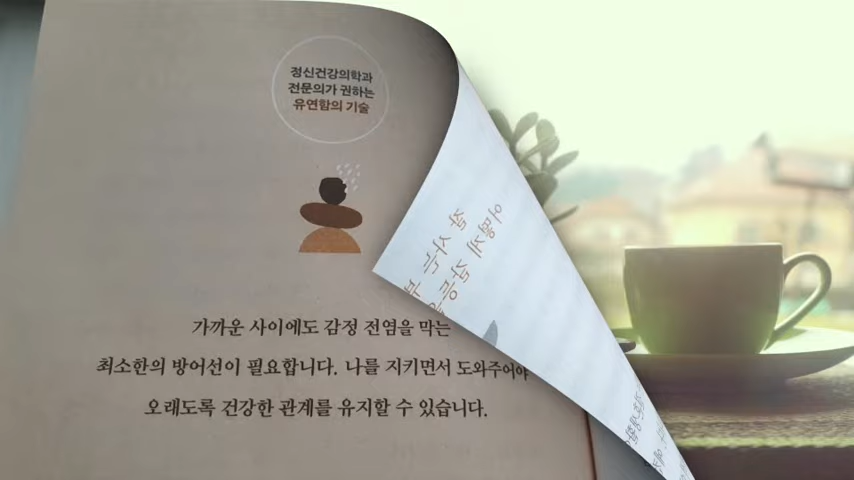 정신건강의학과
전문의가 권하는
유연함의 기술
가까운 사이에도 감정 전염을 막는
최소한의 방어선이 필요합니다. 나를 지키면서 도와주어야
오래도록 건강한 관계를 유지할 수 있습니다.
어떻게